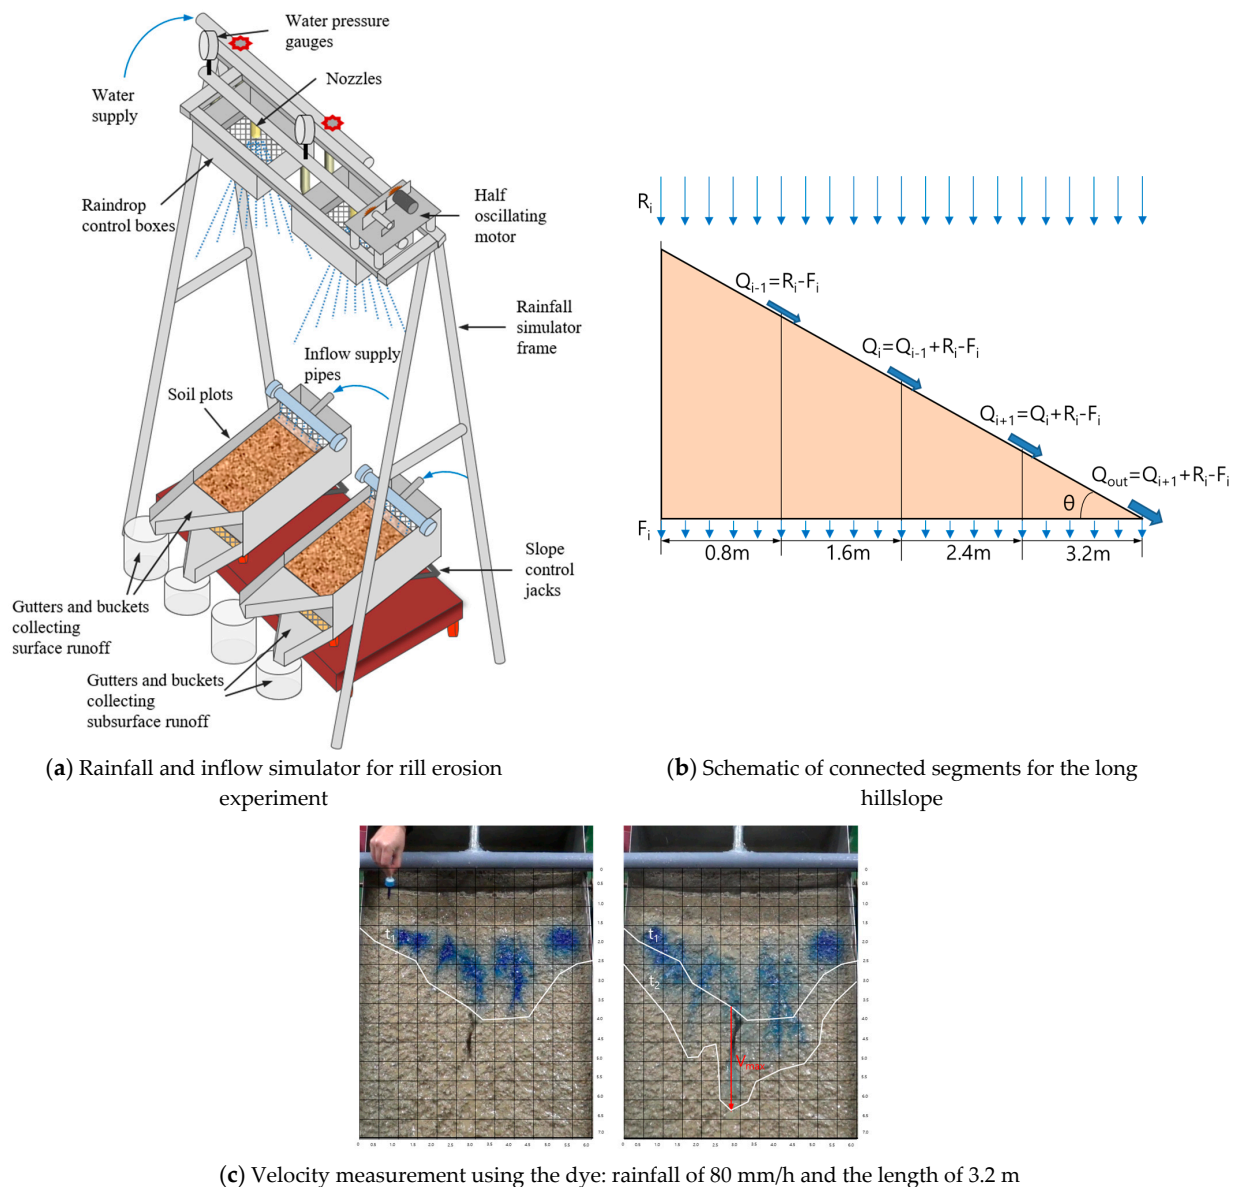 Water pressure
gauges
Nozzles
Water
supply
Raindrop
control boxes
Half
oscillating
motor
Rainfall
simulator
frame
Inflow supply
pipes
Soil plots
Slope
control
jacks
Gutters and buckets
collecting
surface runoff
Gutters and buckets
collecting
subsurface runoff
(a) Rainfall and inflow simulator for rill erosion
experiment
Rᵢ
Qᵢ₋₁=Rᵢ-Fᵢ
Qᵢ=Qᵢ₋₁+Rᵢ-Fᵢ
Qᵢ₊₁=Qᵢ+Rᵢ-Fᵢ
Qout=Qᵢ₊₁+Rᵢ-Fᵢ
θ
Fᵢ
0.8m 1.6m 2.4m 3.2m
(b) Schematic of connected segments for the long
hillslope
t₁
t₁
t₂
Vmax
(c) Velocity measurement using the dye: rainfall of 80 mm/h and the length of 3.2 m